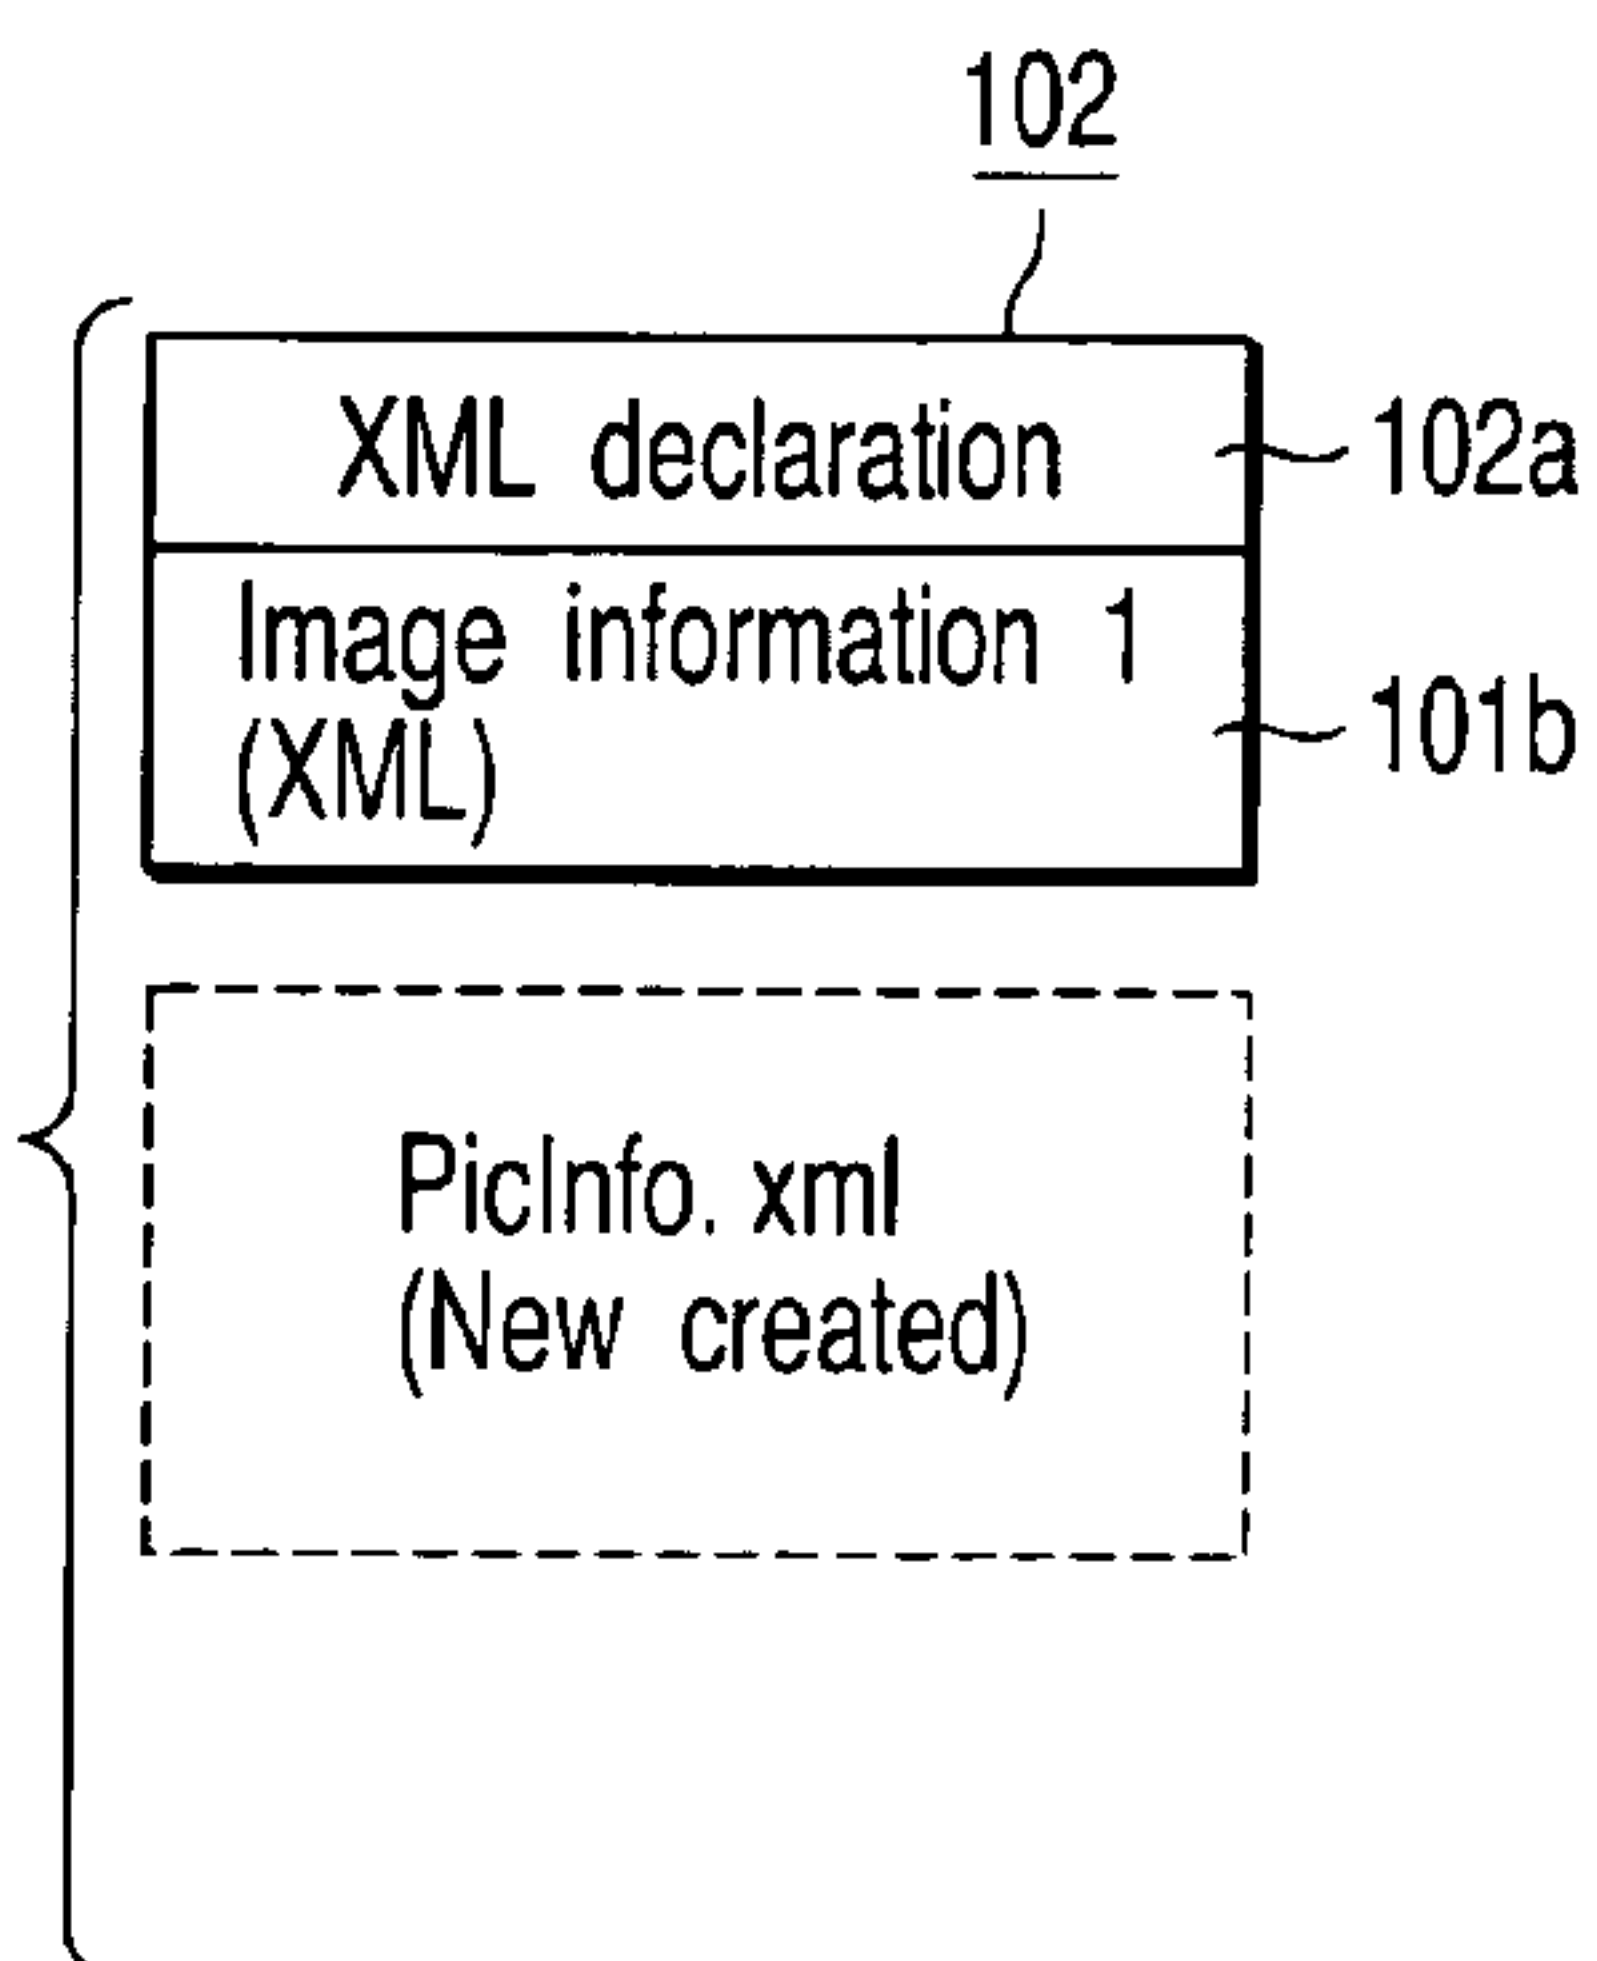 102
XML declaration
102a
Image information 1
(XML)
101b
PicInfo. xml
(New created)